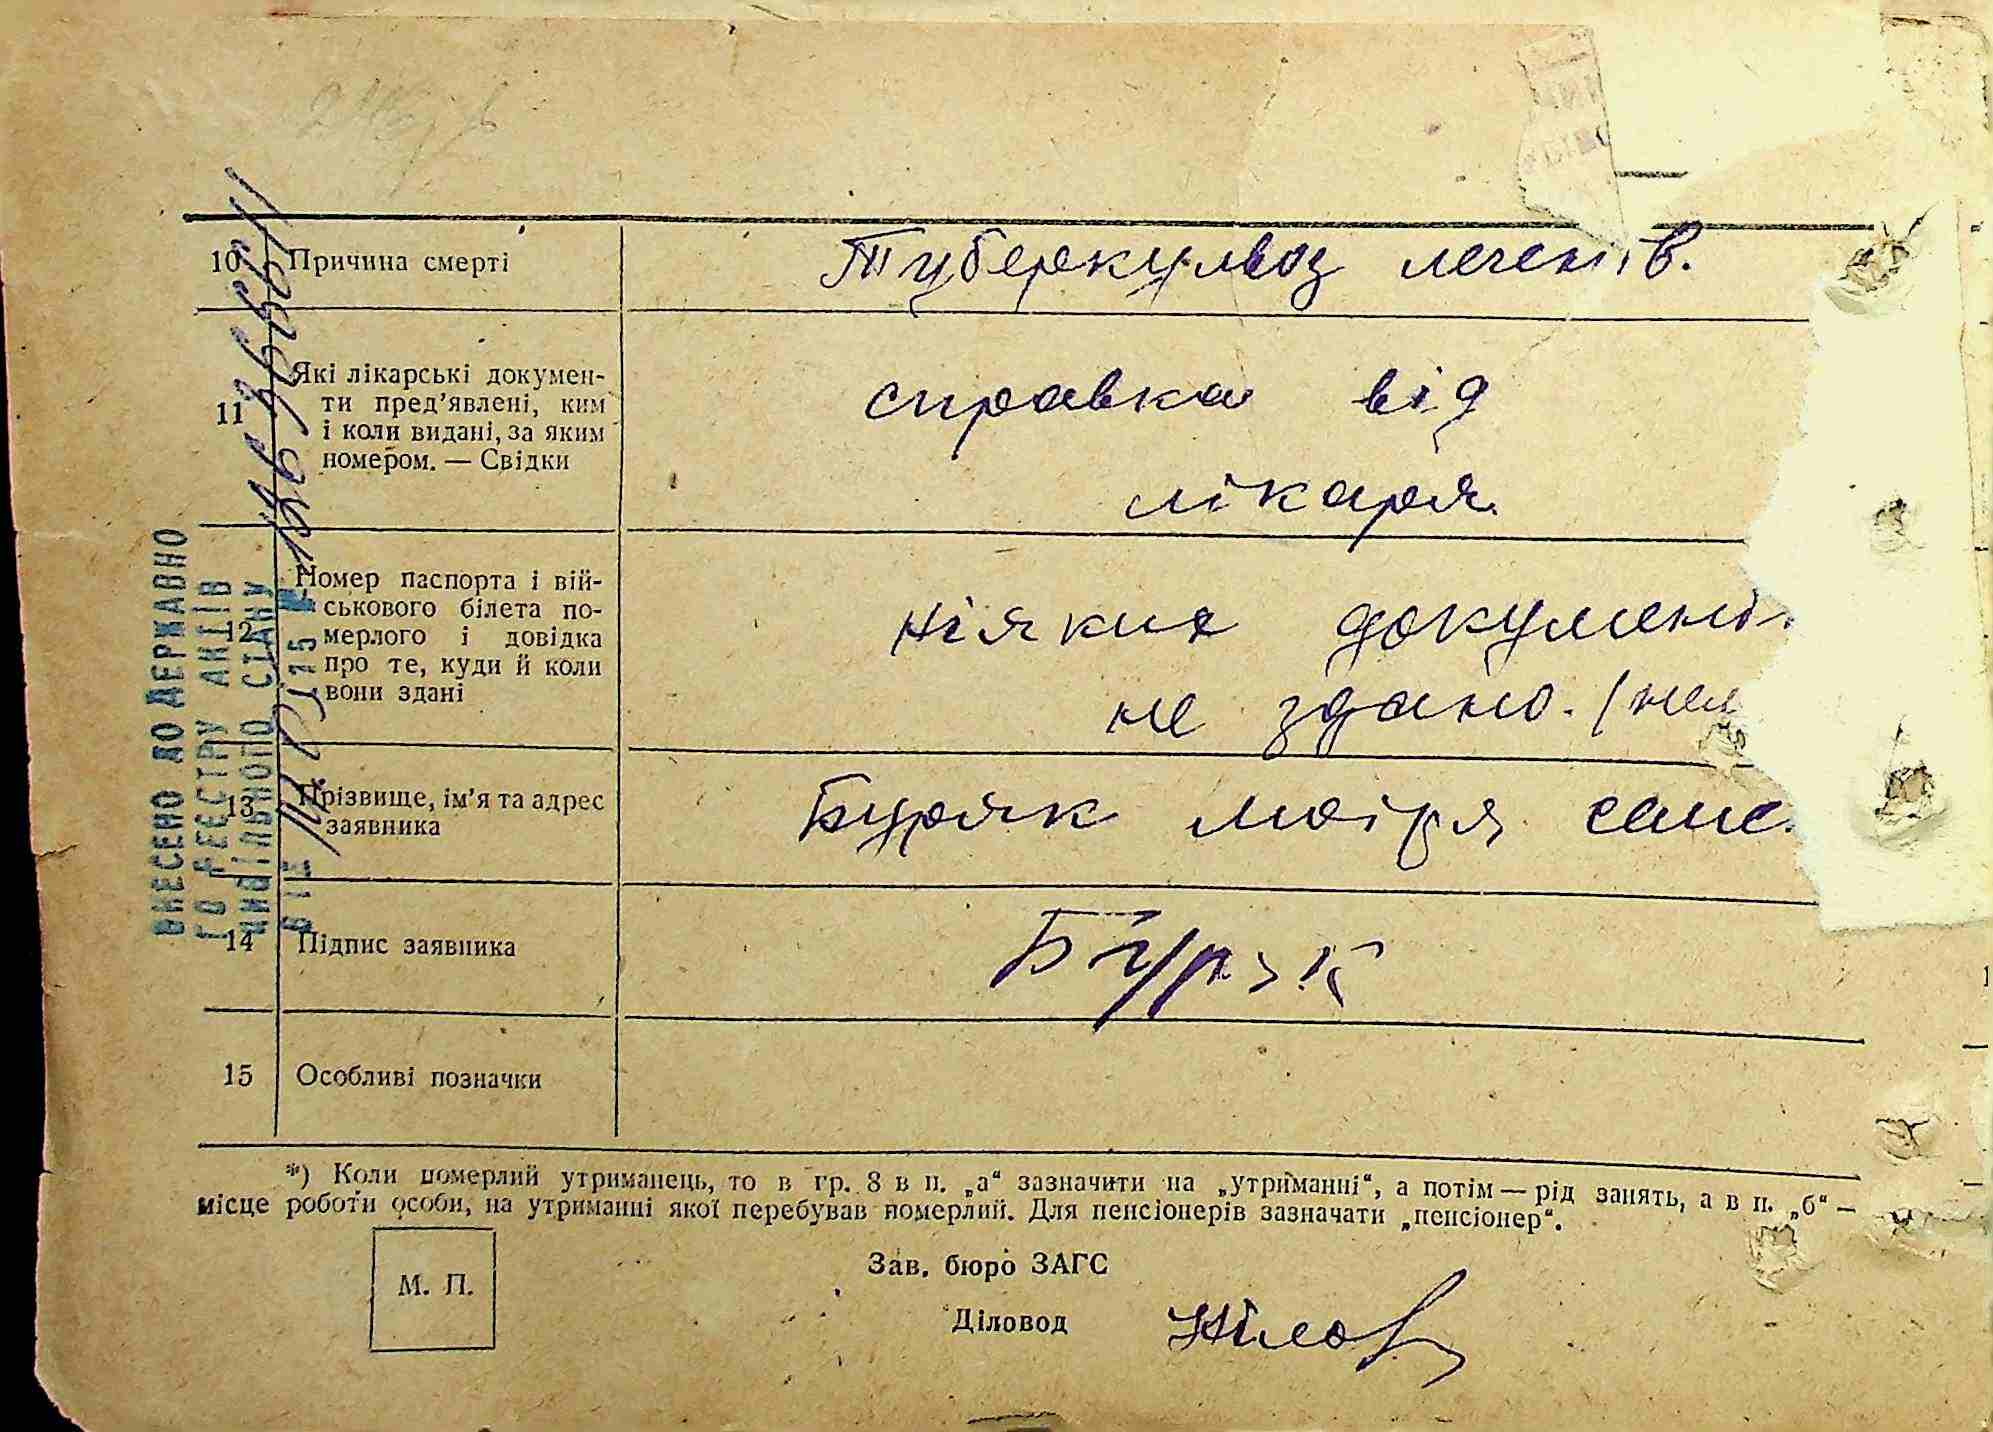 10 Причина смерті Туберкульоз легенів.
11 Які лікарські докумен-
ти пред'явлені, ким
і коли видані, за яким
номером. — Свідки
справка від
лікаря.
12 Номер паспорта і вій-
ськового білета по-
мерлого і довідка
про те, куди й коли
вони здані
ніяких документ
не здано.
13 Прізвище, ім'я та адрес
заявника
Буряк Мотря
14 Підпис заявника Буряк
15 Особливі позначки
*) Коли померлий утриманець, то в гр. 8 в п. „а“ зазначити на „утриманні“, а потім — рід занять, а в п. „б“ —
місце роботи особи, на утриманні якої перебував померлий. Для пенсіонерів зазначати „пенсіонер“.
М. П.
Зав. бюро ЗАГС
Діловод
ВНЕСЕНО ДО ДЕРЖАВНО
ГО РЕЄСТРУ АКТІВ
ЦИВІЛЬНОГО СТАНУ